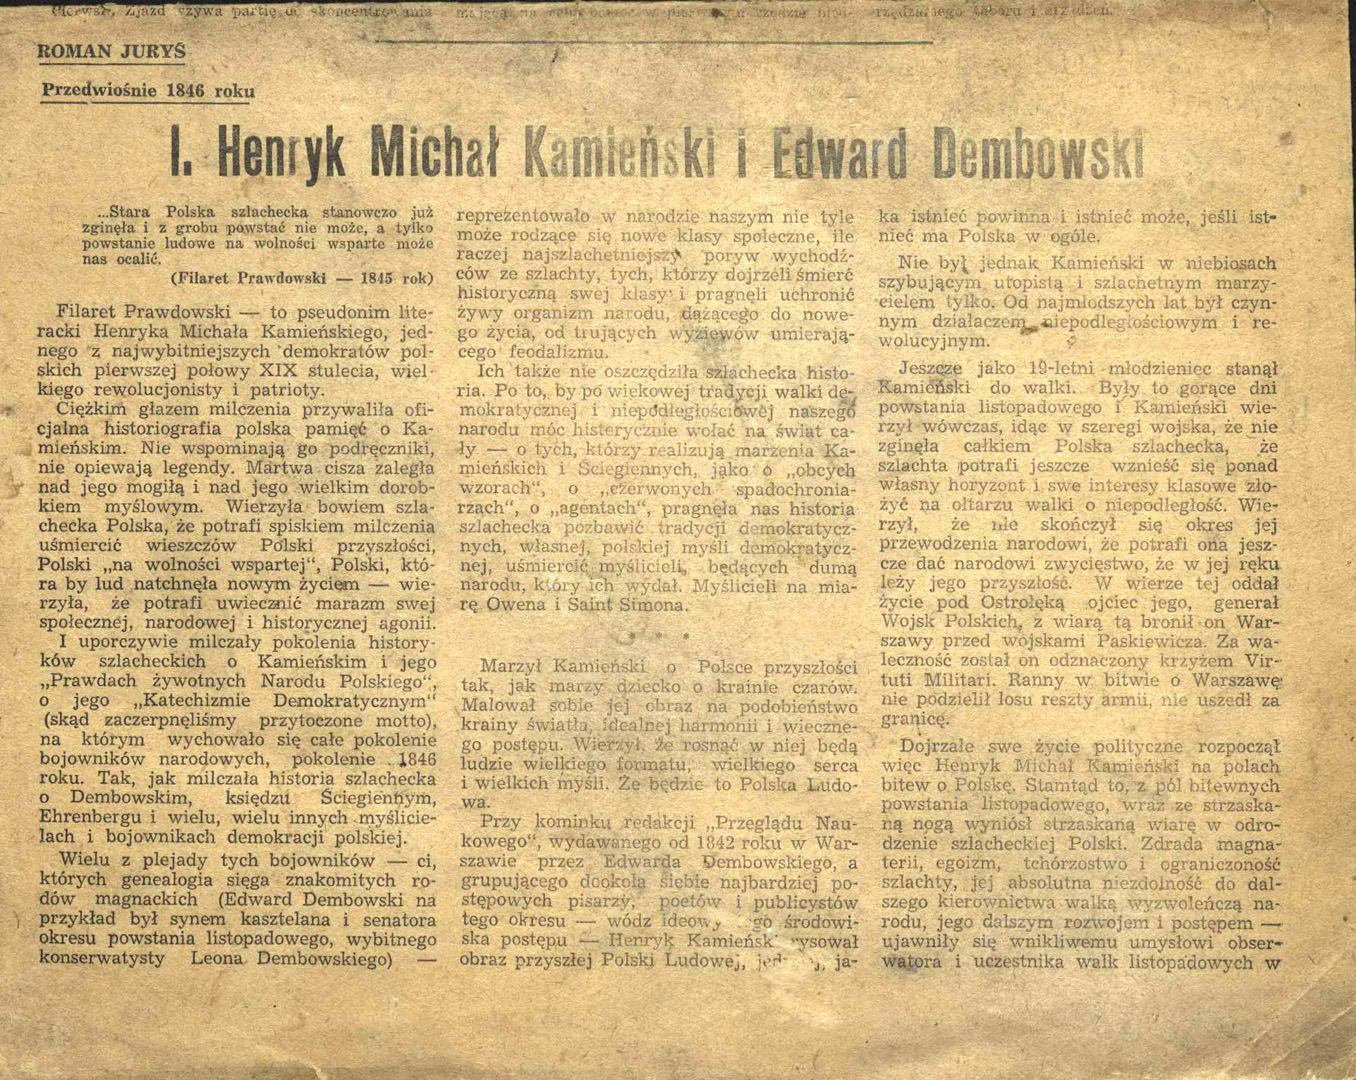 Zjazd wzywa partię do skoncentrowania
ROMAN JURYŚ
Przedwiośnie 1846 roku
I. Henryk Michał Kamieński i Edward Dembowski
...Stara Polska szlachecka stanowczo już
zginęła i z grobu powstać nie może, a tylko
powstanie ludowe na wolności wsparte może
nas ocalić.
(Filaret Prawdowski — 1845 rok)
Filaret Prawdowski — to pseudonim lite-
racki Henryka Michała Kamieńskiego, jed-
nego z najwybitniejszych demokratów pol-
skich pierwszej połowy XIX stulecia, wiel-
kiego rewolucjonisty i patrioty.
Ciężkim głazem milczenia przywaliła ofi-
cjalna historiografia polska pamięć o Ka-
mieńskim. Nie wspominają go podręczniki,
nie opiewają legendy. Martwa cisza zaległa
nad jego mogiłą i nad jego wielkim dorob-
kiem myślowym. Wierzyła bowiem szla-
checka Polska, że potrafi spiskiem milczenia
uśmiercić wieszczów Polski przyszłości,
Polski „na wolności wspartej“, Polski, któ-
ra by lud natchnęła nowym życiem — wie-
rzyła, że potrafi uwiecznić marazm swej
społecznej, narodowej i historycznej agonii.
I uporczywie milczały pokolenia history-
ków szlacheckich o Kamieńskim i jego
„Prawdach żywotnych Narodu Polskiego“,
o jego „Katechizmie Demokratycznym“
(skąd zaczerpnęliśmy przytoczone motto),
na którym wychowało się całe pokolenie
bojowników narodowych, pokolenie 1846
roku. Tak, jak milczała historia szlachecka
o Dembowskim, księdzu Ściegiennym,
Ehrenbergu i wielu, wielu innych myślicie-
lach i bojownikach demokracji polskiej.
Wielu z plejady tych bojowników — ci,
których genealogia sięga znakomitych ro-
dów magnackich (Edward Dembowski na
przykład był synem kasztelana i senatora
okresu powstania listopadowego, wybitnego
konserwatysty Leona Dembowskiego) —
reprezentowało w narodzie naszym nie tyle
może rodzące się nowe klasy społeczne, ile
raczej najszlachetniejszy poryw wychodź-
ców ze szlachty, tych, którzy dojrzeli śmierć
historyczną swej klasy i pragnęli uchronić
żywy organizm narodu, dążącego do nowe-
go życia, od trujących wyziewów umierają-
cego feodalizmu.
Ich także nie oszczędziła szlachecka histo-
ria. Po to, by po wiekowej tradycji walki de-
mokratycznej i niepodległościowej naszego
narodu móc histerycznie wołać na świat ca-
ły — o tych, którzy realizują marzenia Ka-
mieńskich i Ściegiennych, jako o „obcych
wzorach“, o „czerwonych spadochronia-
rzach“, o „agentach“, pragnęła nas historia
szlachecka pozbawić tradycji demokratycz-
nych, własnej, polskiej myśli demokratycz-
nej, uśmiercić myślicieli, będących dumą
narodu, który ich wydał. Myślicieli na mia-
rę Owena i Saint Simona.
Marzył Kamieński o Polsce przyszłości
tak, jak marzy dziecko o krainie czarów.
Malował sobie jej obraz na podobieństwo
krainy światła, idealnej harmonii i wieczne-
go postępu. Wierzył, że rosnąć w niej będą
ludzie wielkiego formatu, wielkiego serca
i wielkich myśli. Że będzie to Polska Ludo-
wa.
Przy kominku redakcji „Przeglądu Nau-
kowego“, wydawanego od 1842 roku w War-
szawie przez Edwarda Dembowskiego, a
grupującego dookoła siebie najbardziej po-
stępowych pisarzy, poetów i publicystów
tego okresu — wódz ideowy środowi-
ska postępu — Henryk Kamieński rysował
obraz przyszłej Polski Ludowej, ja-
ka istnieć powinna i istnieć może, jeśli ist-
nieć ma Polska w ogóle.
Nie był jednak Kamieński w niebiosach
szybującym utopistą i szlachetnym marzy-
cielem tylko. Od najmłodszych lat był czyn-
nym działaczem niepodległościowym i re-
wolucyjnym.
Jeszcze jako 19-letni młodzieniec stanął
Kamieński do walki. Były to gorące dni
powstania listopadowego i Kamieński wie-
rzył wówczas, idąc w szeregi wojska, że nie
zginęła całkiem Polska szlachecka, że
szlachta potrafi jeszcze wznieść się ponad
własny horyzont i swe interesy klasowe zło-
żyć na ołtarzu walki o niepodległość. Wie-
rzył, że nie skończył się okres jej
przewodzenia narodowi, że potrafi ona jesz-
cze dać narodowi zwycięstwo, że w jej ręku
leży jego przyszłość. W wierze tej oddał
życie pod Ostrołęką ojciec jego, generał
Wojsk Polskich, z wiarą tą bronił on War-
szawy przed wojskami Paskiewicza. Za wa-
leczność został on odznaczony krzyżem Vir-
tuti Militari. Ranny w bitwie o Warszawę
nie podzielił losu reszty armii, nie uszedł za
granicę.
Dojrzałe swe życie polityczne rozpoczął
więc Henryk Michał Kamieński na polach
bitew o Polskę. Stamtąd to, z pól bitewnych
powstania listopadowego, wraz ze strzaska-
ną nogą wyniósł strzaskaną wiarę w odro-
dzenie szlacheckiej Polski. Zdrada magna-
terii, egoizm, tchórzostwo i ograniczoność
szlachty, jej absolutna niezdolność do dal-
szego kierownictwa walką wyzwoleńczą na-
rodu, jego dalszym rozwojem i postępem —
ujawniły się wnikliwemu umysłowi obser-
watora i uczestnika walk listopadowych w